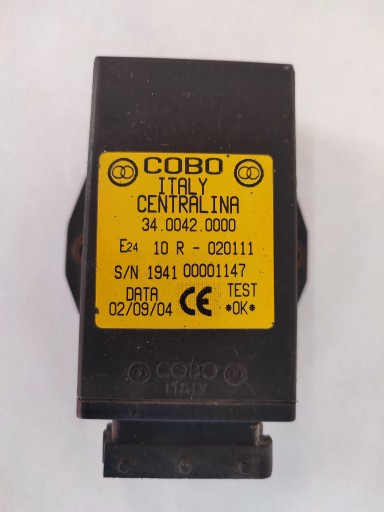 COBO
ITALY
CENTRALINA
34.0042.0000
E24 10 R - 020111
S/N 1941 00001147
DATA
02/09/04
CE
TEST
*OK*
COBO
ITALY